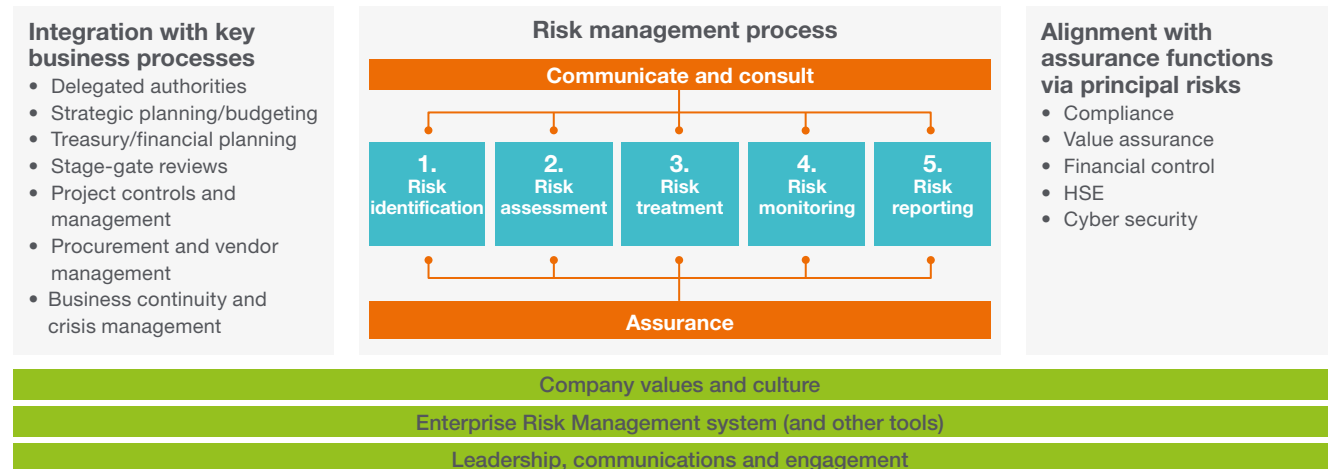 Integration with key
business processes
• Delegated authorities
• Strategic planning/budgeting
• Treasury/financial planning
• Stage-gate reviews
• Project controls and
management
• Procurement and vendor
management
• Business continuity and
crisis management
Risk management process
Communicate and consult
1.
Risk
identification
2.
Risk
assessment
3.
Risk
treatment
4.
Risk
monitoring
5.
Risk
reporting
Assurance
Alignment with
assurance functions
via principal risks
• Compliance
• Value assurance
• Financial control
• HSE
• Cyber security
Company values and culture
Enterprise Risk Management system (and other tools)
Leadership, communications and engagement